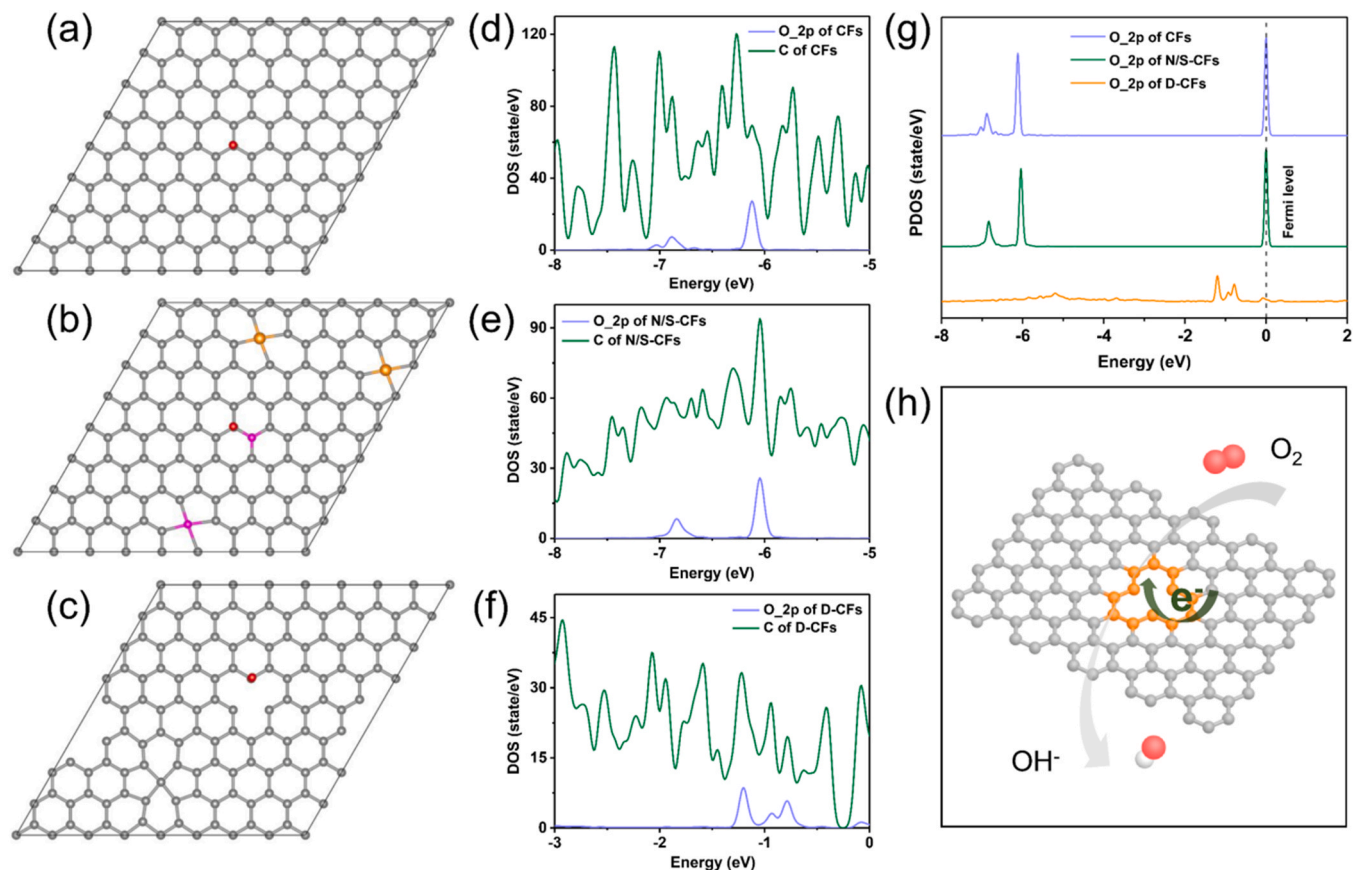 (a)
(b)
(c)
(d)
O_2p of CFs
C of CFs
DOS (state/eV)
120
80
40
0
-8
-7
-6
-5
Energy (eV)
(e)
O_2p of N/S-CFs
C of N/S-CFs
DOS (state/eV)
90
60
30
0
-8
-7
-6
-5
Energy (eV)
(f)
O_2p of D-CFs
C of D-CFs
DOS (state/eV)
45
30
15
0
-3
-2
-1
0
Energy (eV)
(g)
O_2p of CFs
O_2p of N/S-CFs
O_2p of D-CFs
PDOS (state/eV)
Fermi level
-8
-6
-4
-2
0
2
Energy (eV)
(h)
O2
e-
OH-